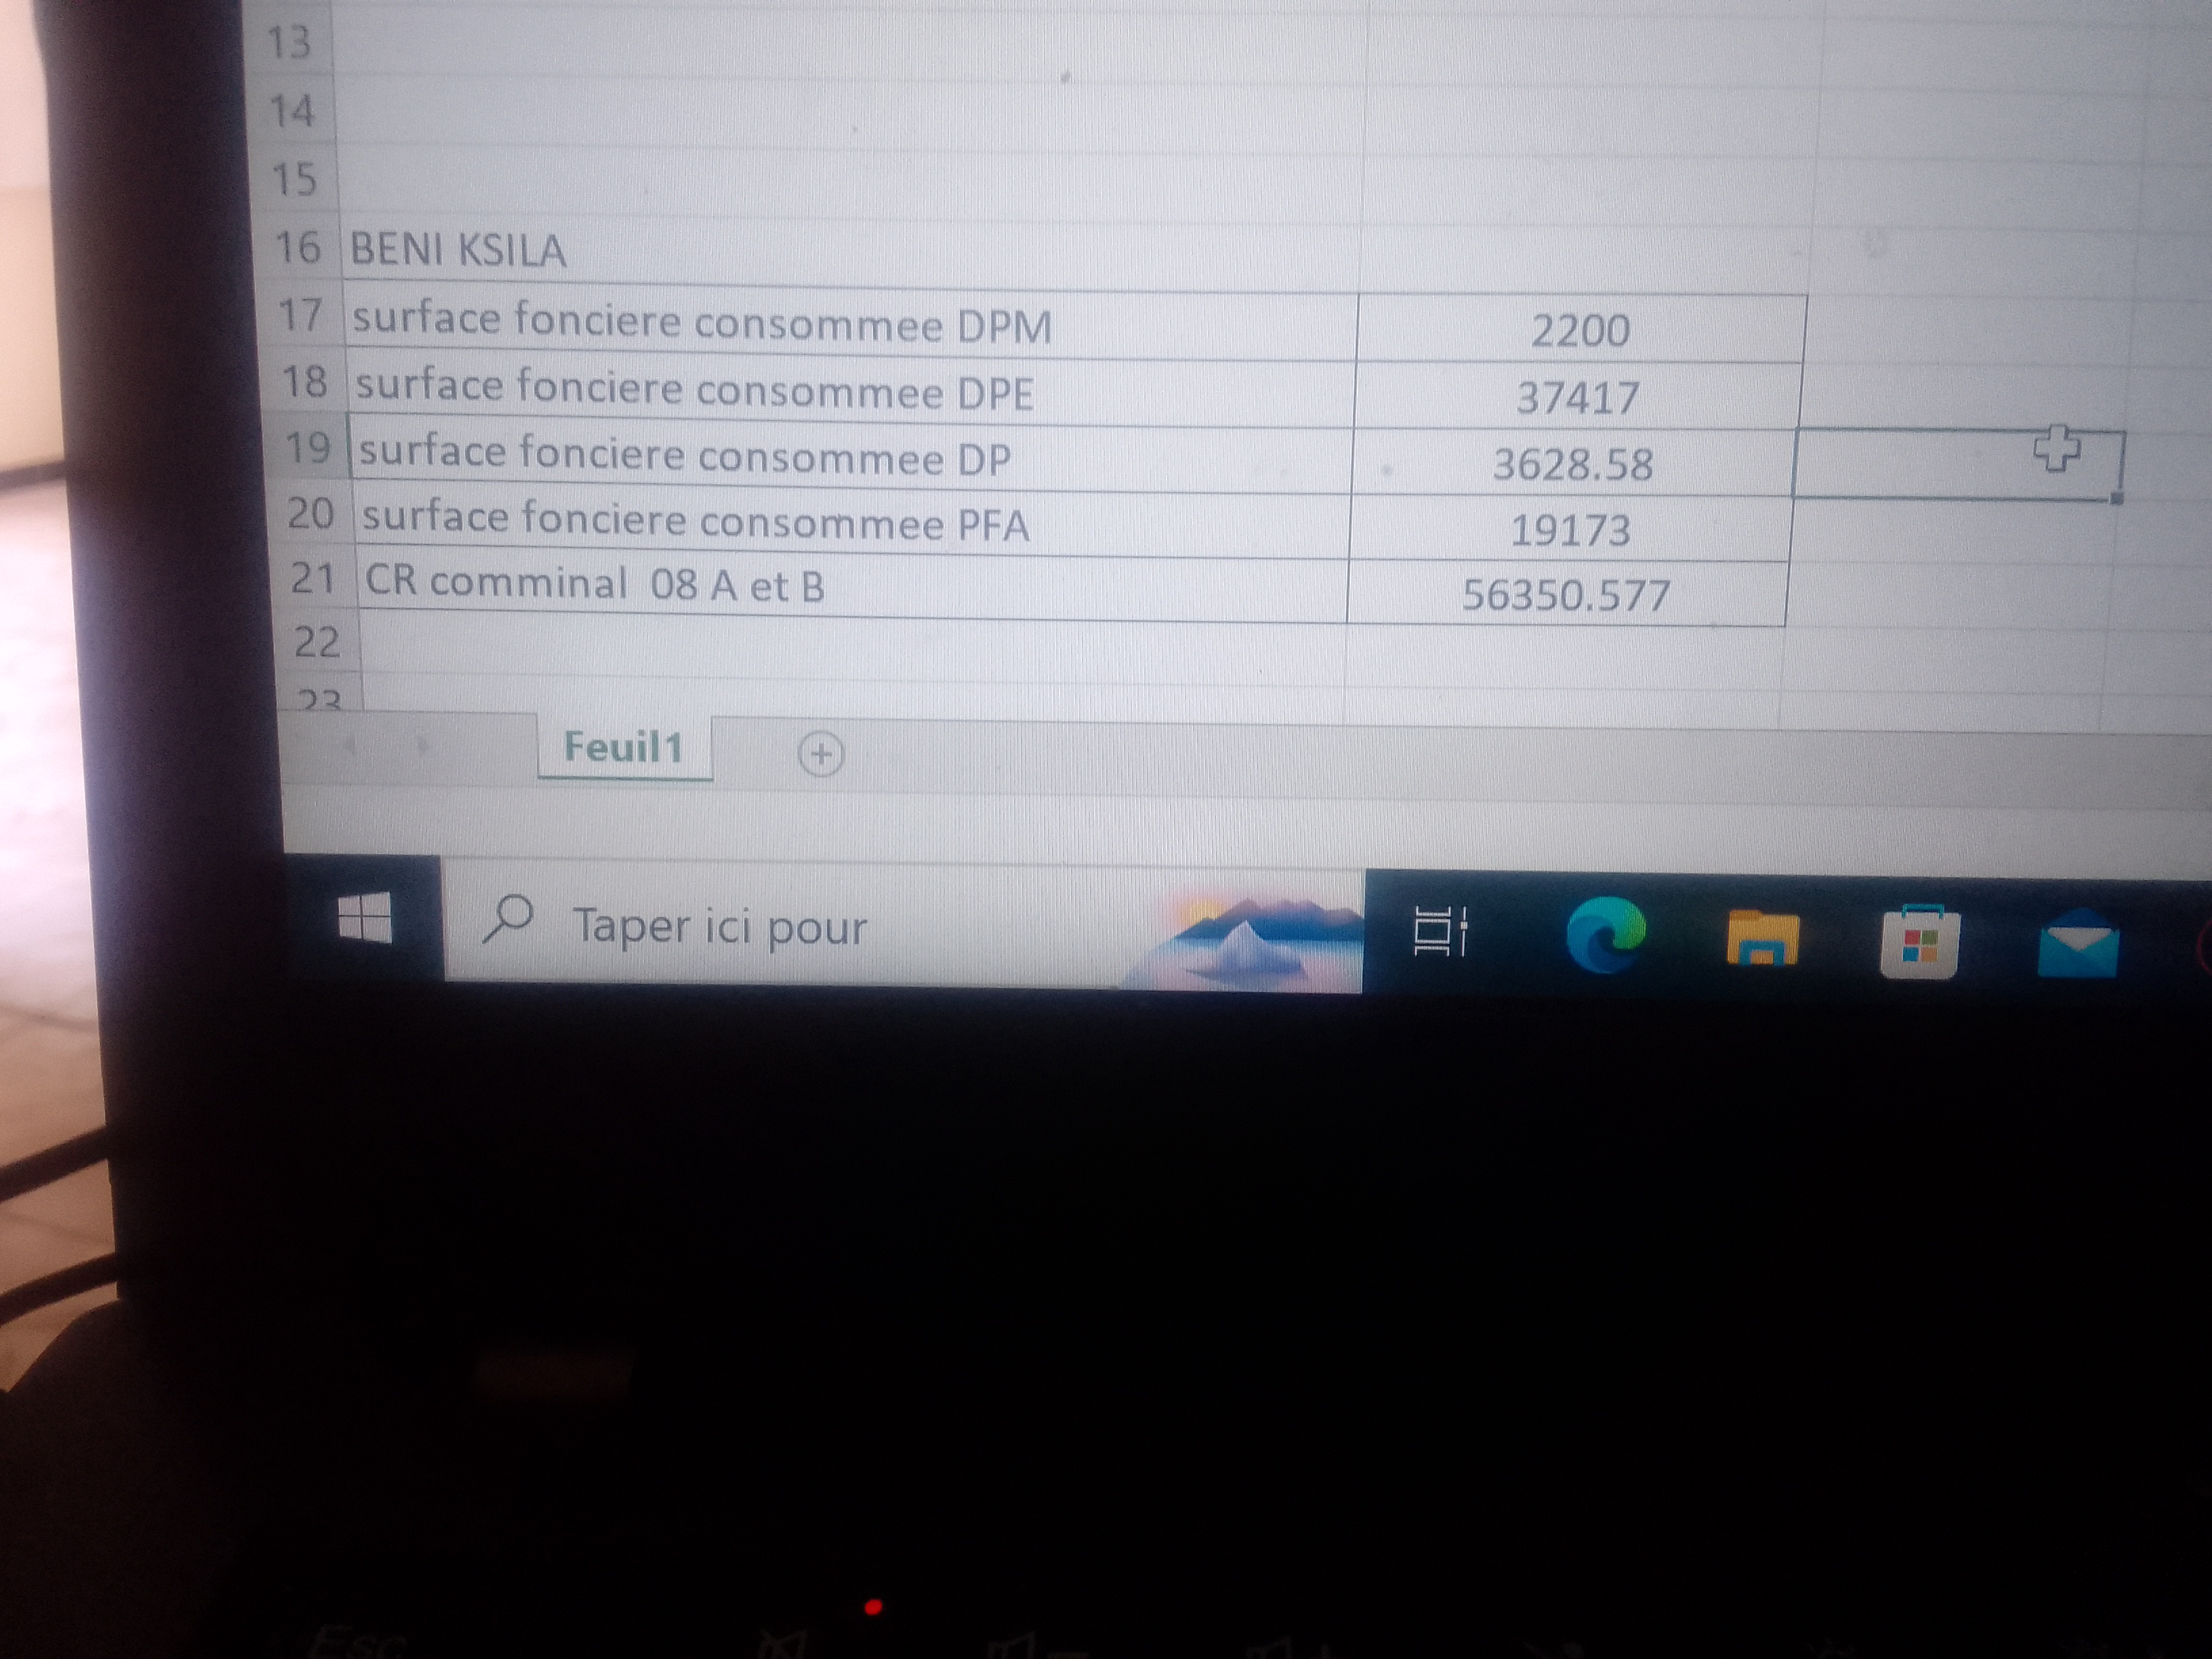 13
14
15
16 BENI KSILA
17 surface fonciere consommee DPM 2200
18 surface fonciere consommee DPE 37417
19 surface fonciere consommee DP 3628.58
20 surface fonciere consommee PFA 19173
21 CR comminal 08 A et B 56350.577
22
23
Feuil1
Taper ici pour
Esc